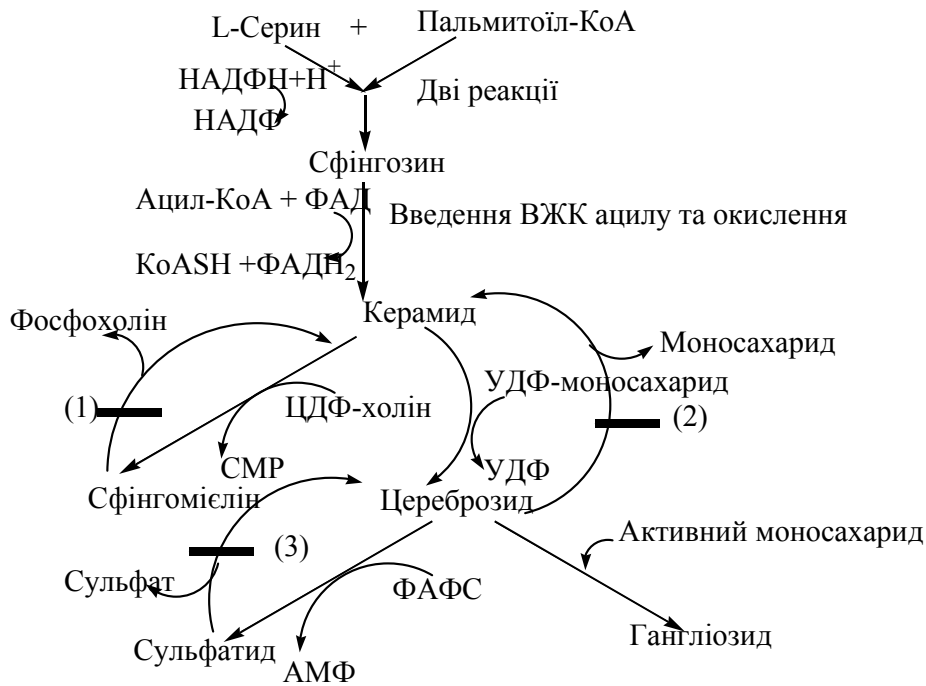 L-Серин + Пальмитоїл-КоА
НАДФН+Н+
Дві реакції
НАДФ
Сфінгозин
Ацил-КоА + ФАД
Введення ВЖК ацилу та окислення
КоАSH +ФАДН2
Керамид
Фосфохолін
Моносахарид
УДФ-моносахарид
(1)
ЦДФ-холін
(2)
СМР
УДФ
Сфінгомієлін
Цереброзид
Активний моносахарид
(3)
Сульфат
ФАФС
Гангліозид
Сульфатид
АМФ